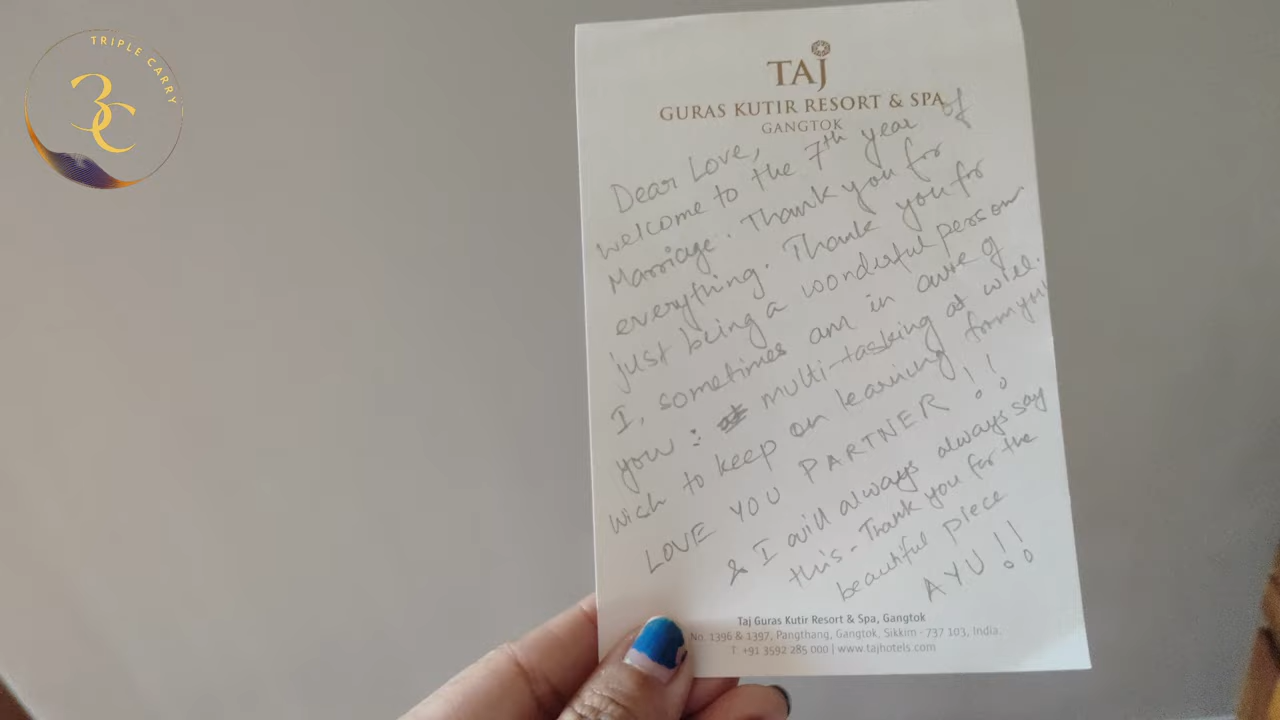 TRIPLE CARRY
3C
TAJ
GURAS KUTIR RESORT & SPA
GANGTOK
Dear Love,
Welcome to the 7th year of
Marriage. Thank you for
everything. Thank you for
just being a wonderful person
I, sometimes am in awe of
you : multi-tasking at will.
Wish to keep on learning from you
LOVE YOU PARTNER !!
& I will always always say
this - Thank you for the
beautiful piece
AYU !!
Taj Guras Kutir Resort & Spa, Gangtok
No. 1396 & 1397, Pangthang, Gangtok, Sikkim - 737 103, India.
T +91 3592 285 000 | www.tajhotels.com